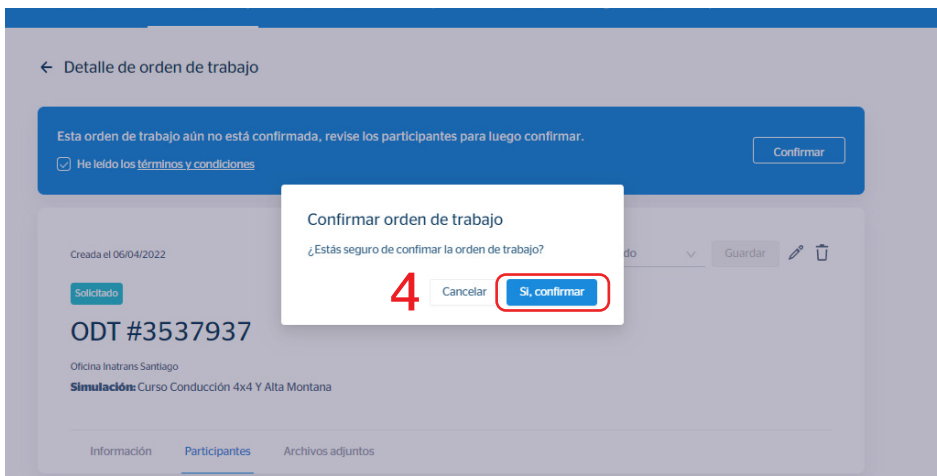 ← Detalle de orden de trabajo
Esta orden de trabajo aún no está confirmada, revise los participantes para luego confirmar.
He leído los términos y condiciones
Confirmar
Confirmar orden de trabajo
¿Estás seguro de confimar la orden de trabajo?
4
Cancelar
Si, confirmar
Creada el 06/04/2022
do
Guardar
Solicitado
ODT #3537937
Oficina Inatrans Santiago
Simulación: Curso Conducción 4x4 Y Alta Montana
Información
Participantes
Archivos adjuntos